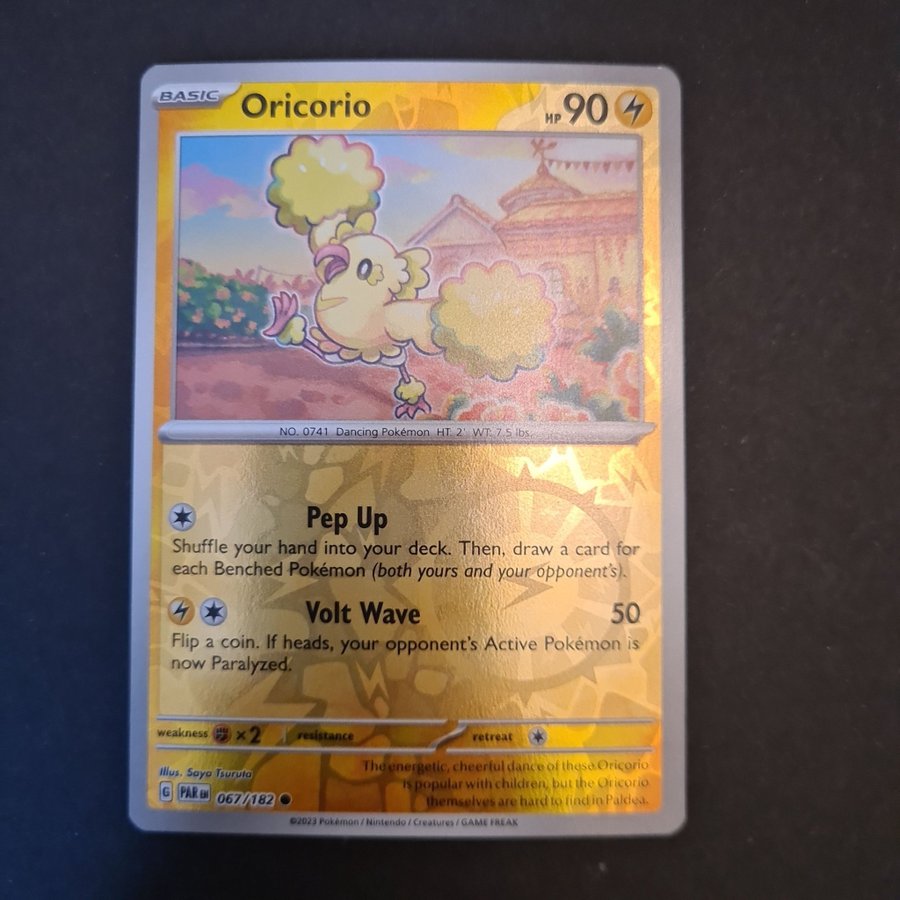 BASIC Oricorio HP 90
NO. 0741 Dancing Pokémon HT: 2' WT: 7.5 lbs.
Pep Up
Shuffle your hand into your deck. Then, draw a card for
each Benched Pokémon (both yours and your opponent's).
Volt Wave 50
Flip a coin. If heads, your opponent's Active Pokémon is
now Paralyzed.
weakness ×2 resistance retreat
Illus. Saya Tsuruta
The energetic, cheerful dance of these Oricorio
is popular with children, but the Oricorio
themselves are hard to find in Paldea.
G PAR EN 067/182
©2023 Pokémon / Nintendo / Creatures / GAME FREAK